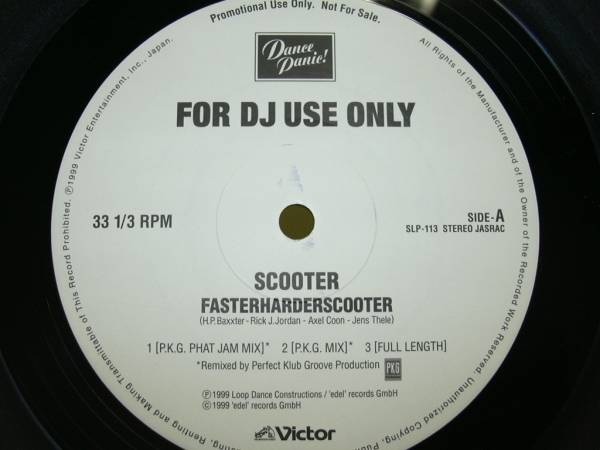 Promotional Use Only. Not For Sale.
Dance
Panic!
FOR DJ USE ONLY
33 1/3 RPM
SIDE-A
SLP-113 STEREO JASRAC
SCOOTER
FASTERHARDERSCOOTER
(H.P.Baxxter - Rick J.Jordan - Axel Coon - Jens Thele)
1 [P.K.G. PHAT JAM MIX]* 2 [P.K.G. MIX]* 3 [FULL LENGTH]
*Remixed by Perfect Klub Groove Production PKG
Ⓟ1999 Loop Dance Constructions / 'edel' records GmbH
©1999 'edel' records GmbH
Victor
All Rights of the Manufacturer and of the Owner of the Recorded Work Reserved. Unauthorized Copying, Pu
Renting and Making Transmittable of This Record Prohibited. Ⓟ1999 Victor Entertainment, Inc., Japan.